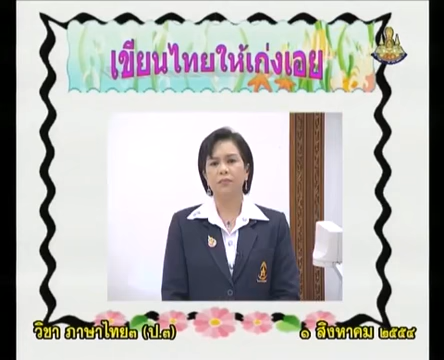 เขียนไทยให้เก่งเอย
วิขา ภาษาไทย๓ (ป.๓)
๑ สิงหาคม ๒๕๕๔